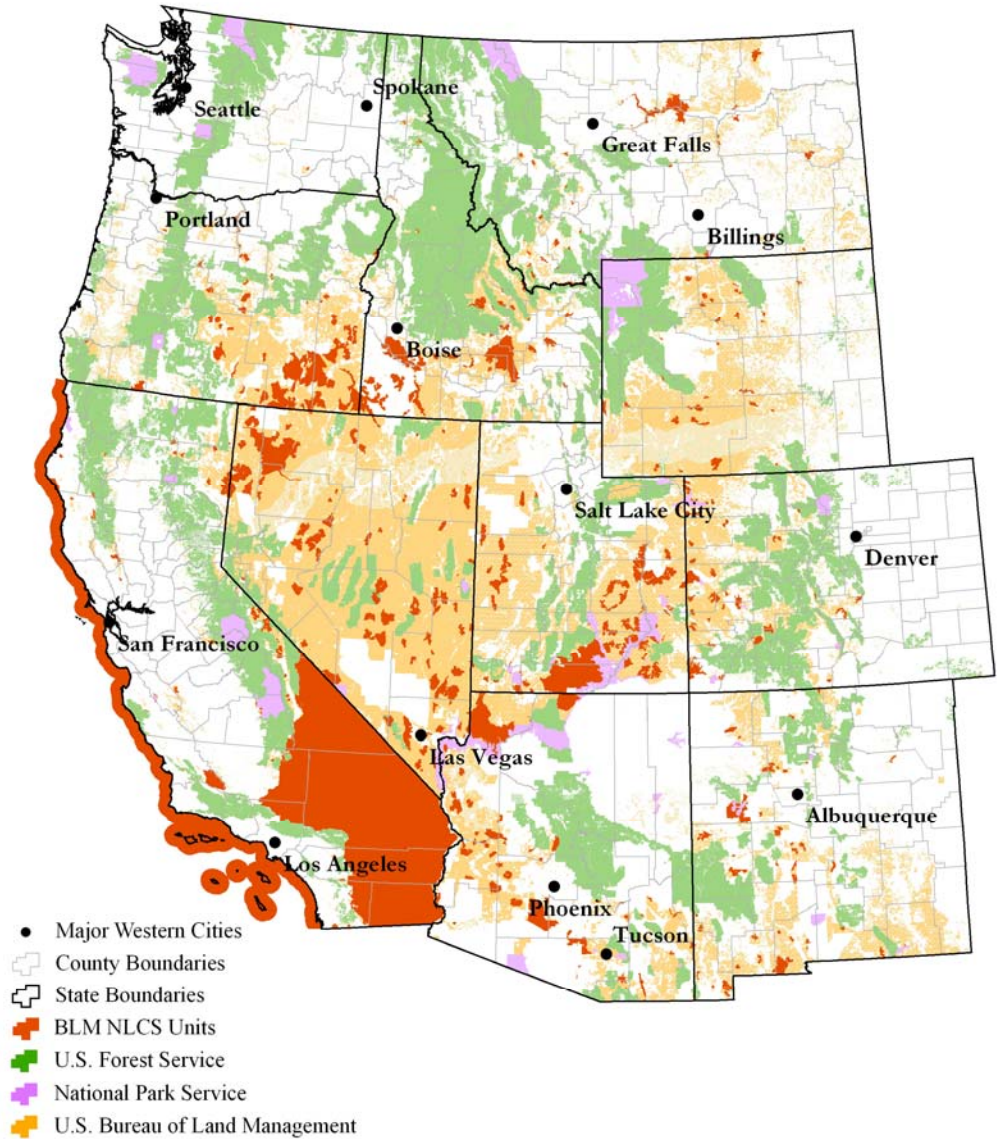 Seattle
Spokane
Great Falls
Portland
Billings
Boise
Salt Lake City
Denver
San Francisco
Las Vegas
Albuquerque
Los Angeles
Phoenix
Tucson
Major Western Cities
County Boundaries
State Boundaries
BLM NLCS Units
U.S. Forest Service
National Park Service
U.S. Bureau of Land Management